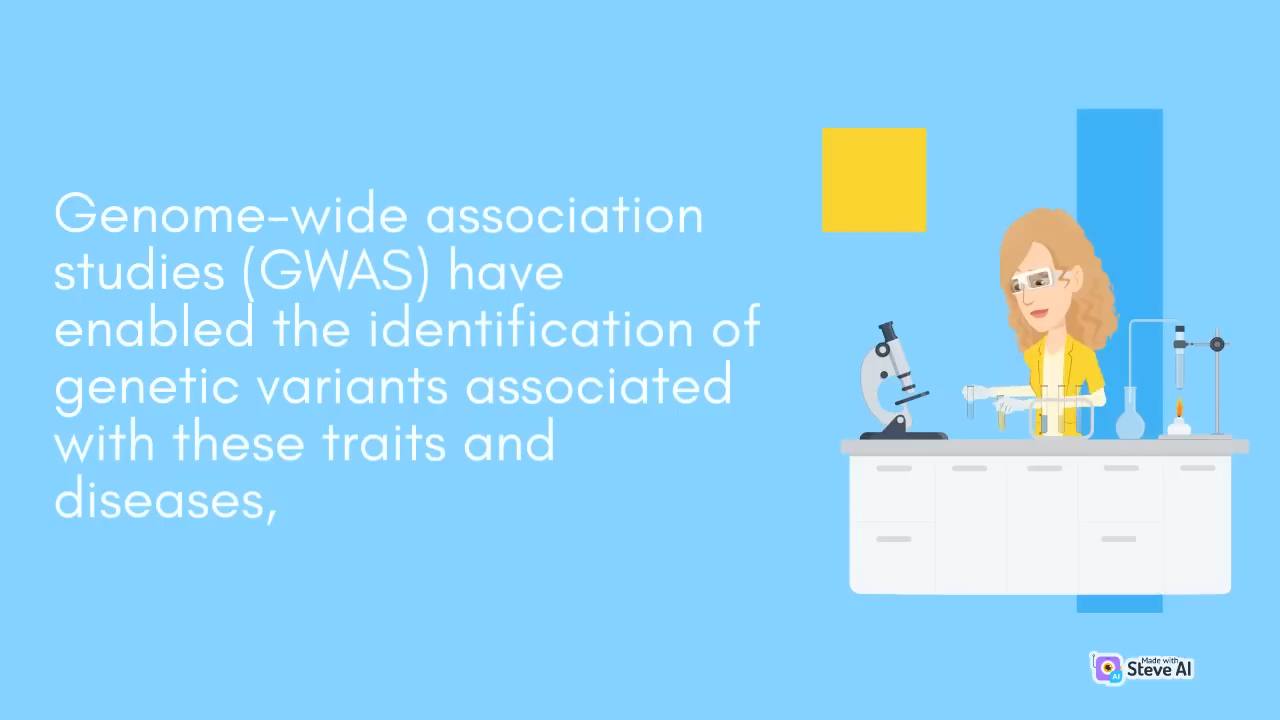 Genome-wide association
studies (GWAS) have
enabled the identification of
genetic variants associated
with these traits and
diseases,
Made with
Steve AI
AI